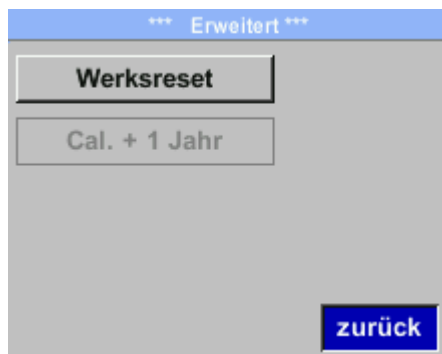 *** Erweitert ***
Werksreset
Cal. + 1 Jahr
zurück